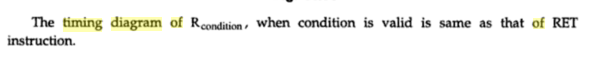 The timing diagram of Rcondition, when condition is valid is same as that of RET
instruction.